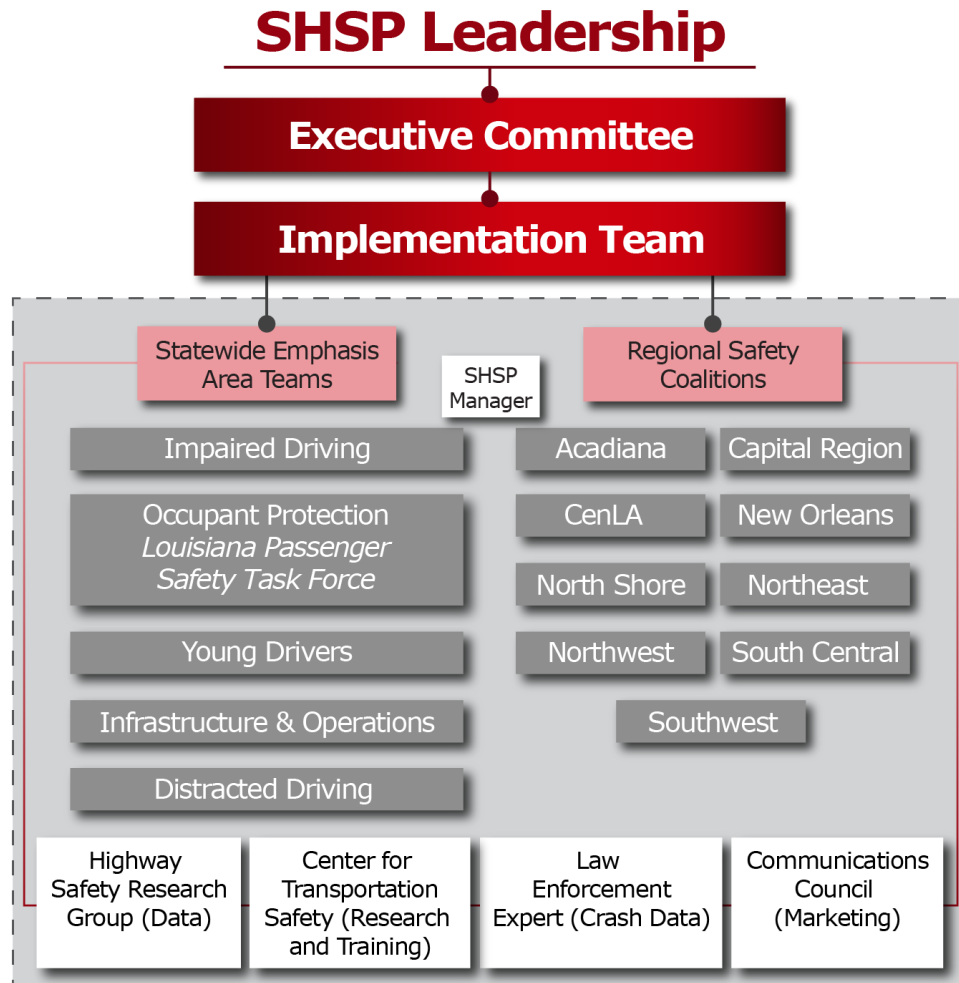 SHSP Leadership
Executive Committee
Implementation Team
Statewide Emphasis
Area Teams
SHSP
Manager
Regional Safety
Coalitions
Impaired Driving
Occupant Protection
Louisiana Passenger
Safety Task Force
Young Drivers
Infrastructure & Operations
Distracted Driving
Acadiana
Capital Region
CenLA
New Orleans
North Shore
Northeast
Northwest
South Central
Southwest
Highway
Safety Research
Group (Data)
Center for
Transportation
Safety (Research
and Training)
Law
Enforcement
Expert (Crash Data)
Communications
Council
(Marketing)